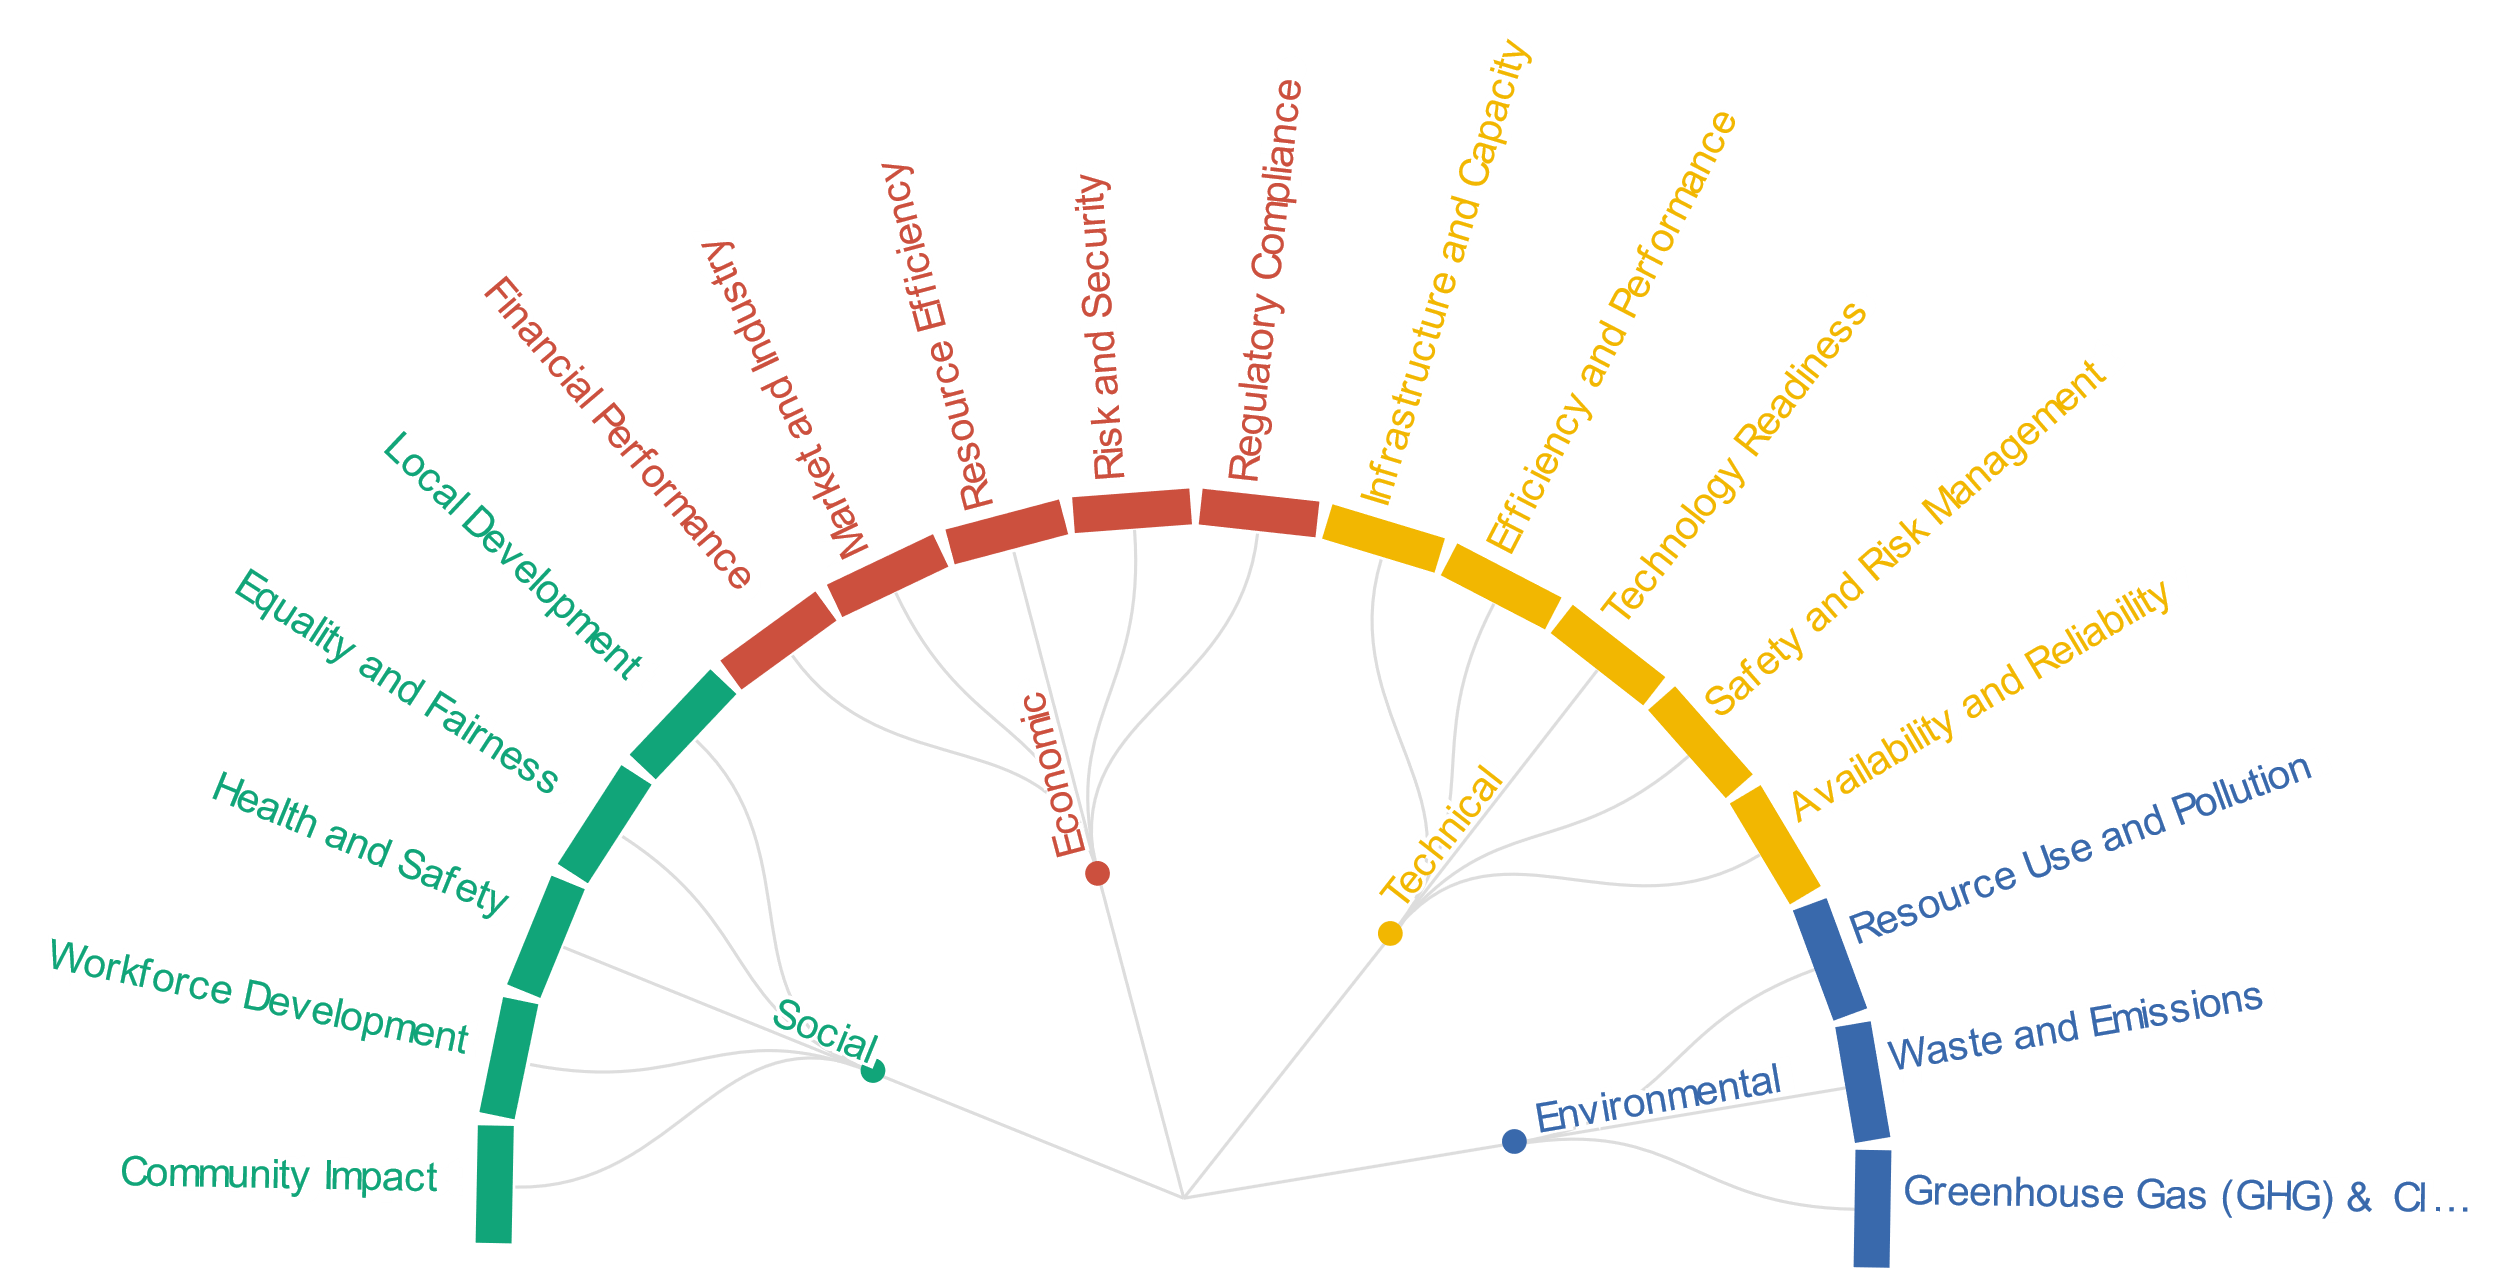 Community Impact
Workforce Development
Health and Safety
Equality and Fairness
Local Development
Financial Performance
Market and Industry
Resource Efficiency
Risk and Security
Regulatory Compliance
Infrastructure and Capacity
Efficiency and Performance
Technology Readiness
Safety and Risk Management
Availability and Reliability
Resource Use and Pollution
Waste and Emissions
Greenhouse Gas (GHG) & Cl...
Social
Economic
Technical
Environmental